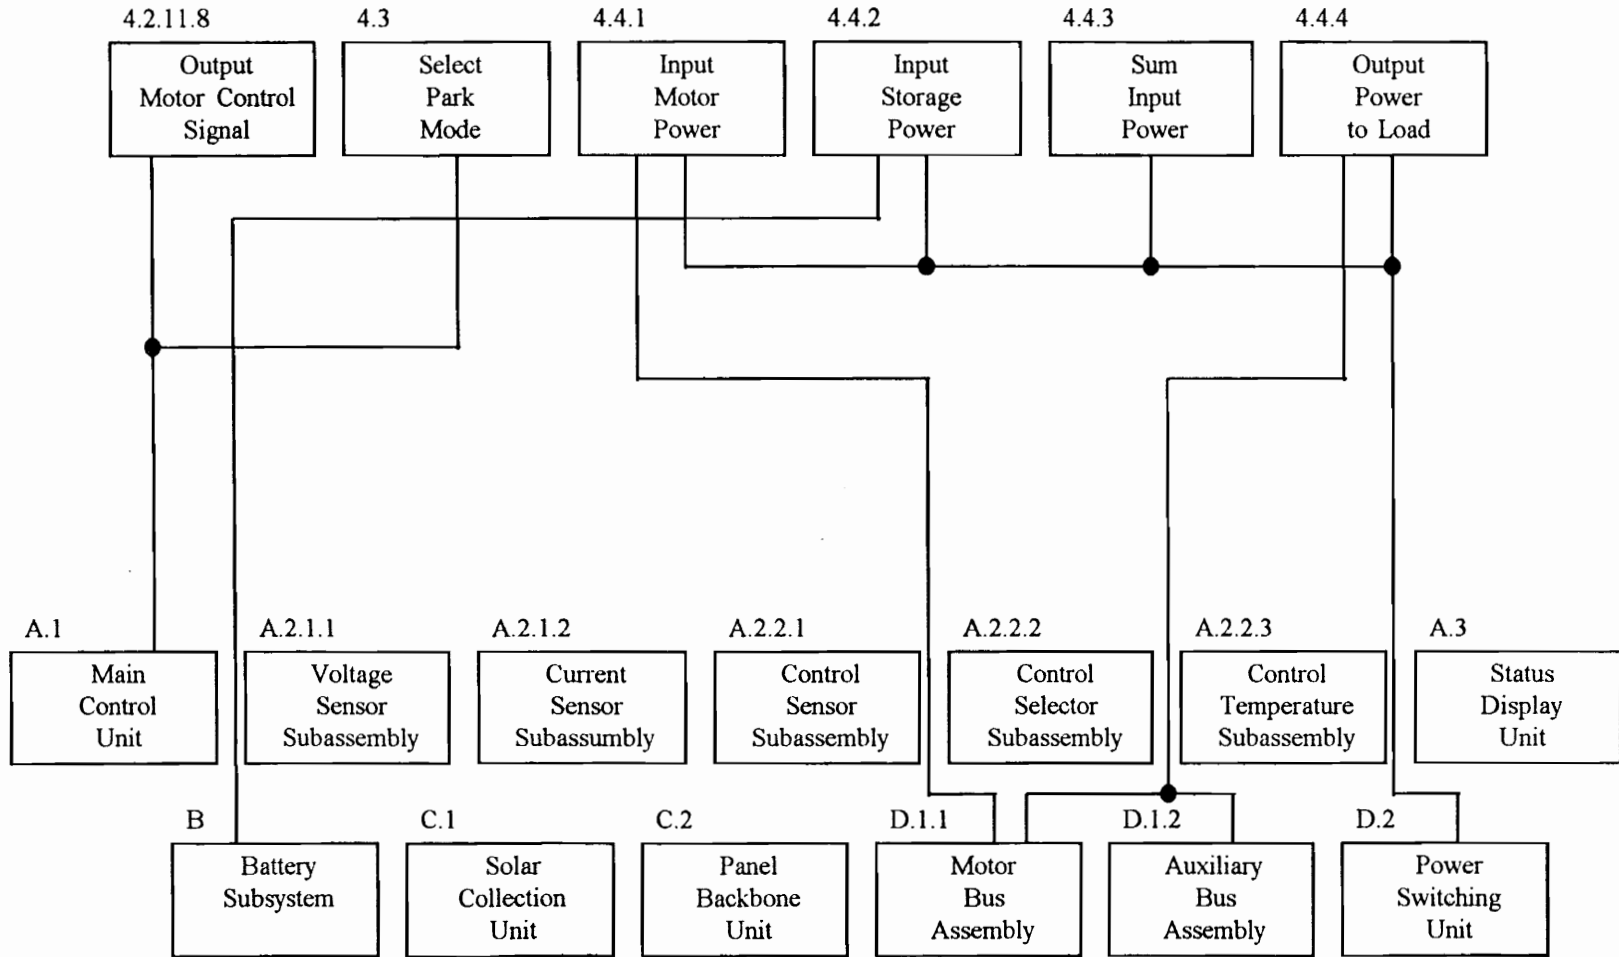 4.2.11.8
4.3
4.4.1
4.4.2
4.4.3
4.4.4
Output
Motor Control
Signal
Select
Park
Mode
Input
Motor
Power
Input
Storage
Power
Sum
Input
Power
Output
Power
to Load
A.1
A.2.1.1
A.2.1.2
A.2.2.1
A.2.2.2
A.2.2.3
A.3
Main
Control
Unit
Voltage
Sensor
Subassembly
Current
Sensor
Subassumbly
Control
Sensor
Subassembly
Control
Selector
Subassembly
Control
Temperature
Subassembly
Status
Display
Unit
B
C.1
C.2
D.1.1
D.1.2
D.2
Battery
Subsystem
Solar
Collection
Unit
Panel
Backbone
Unit
Motor
Bus
Assembly
Auxiliary
Bus
Assembly
Power
Switching
Unit